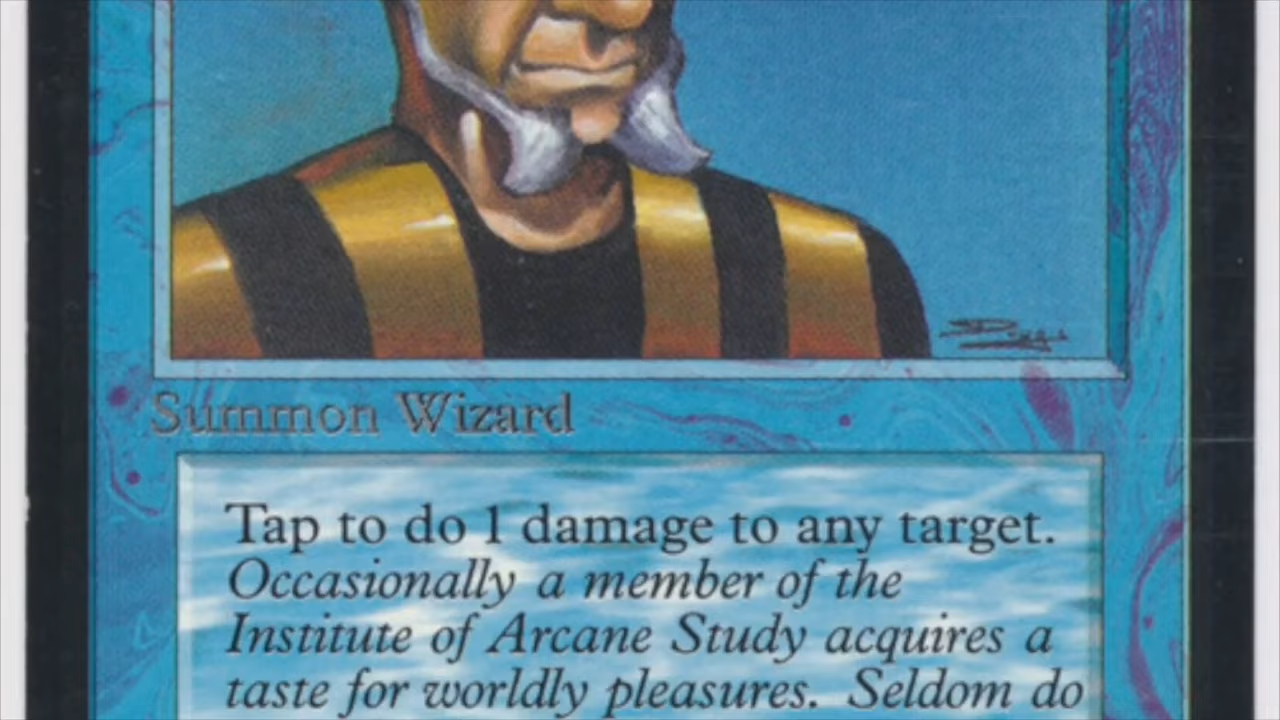 Summon Wizard
Tap to do 1 damage to any target.
Occasionally a member of the
Institute of Arcane Study acquires a
taste for worldly pleasures. Seldom do